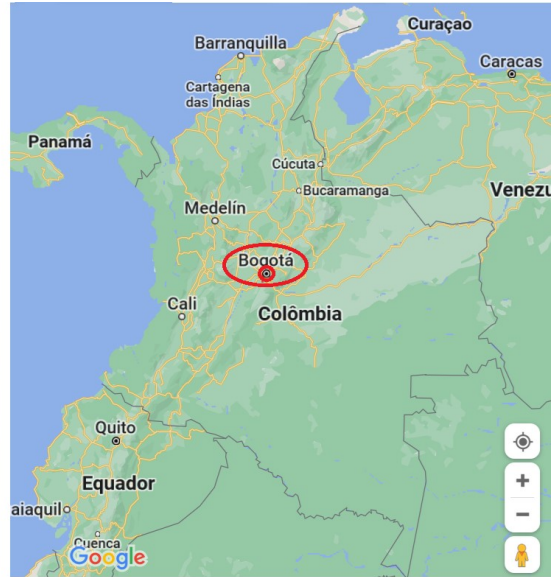 Curaçao
Barranquilla
Caracas
Cartagena
das Índias
Panamá
Cúcuta
Bucaramanga
Venezu
Medelín
Bogotá
Cali
Colômbia
Quito
Equador
aiaquil
Cuenca
Google